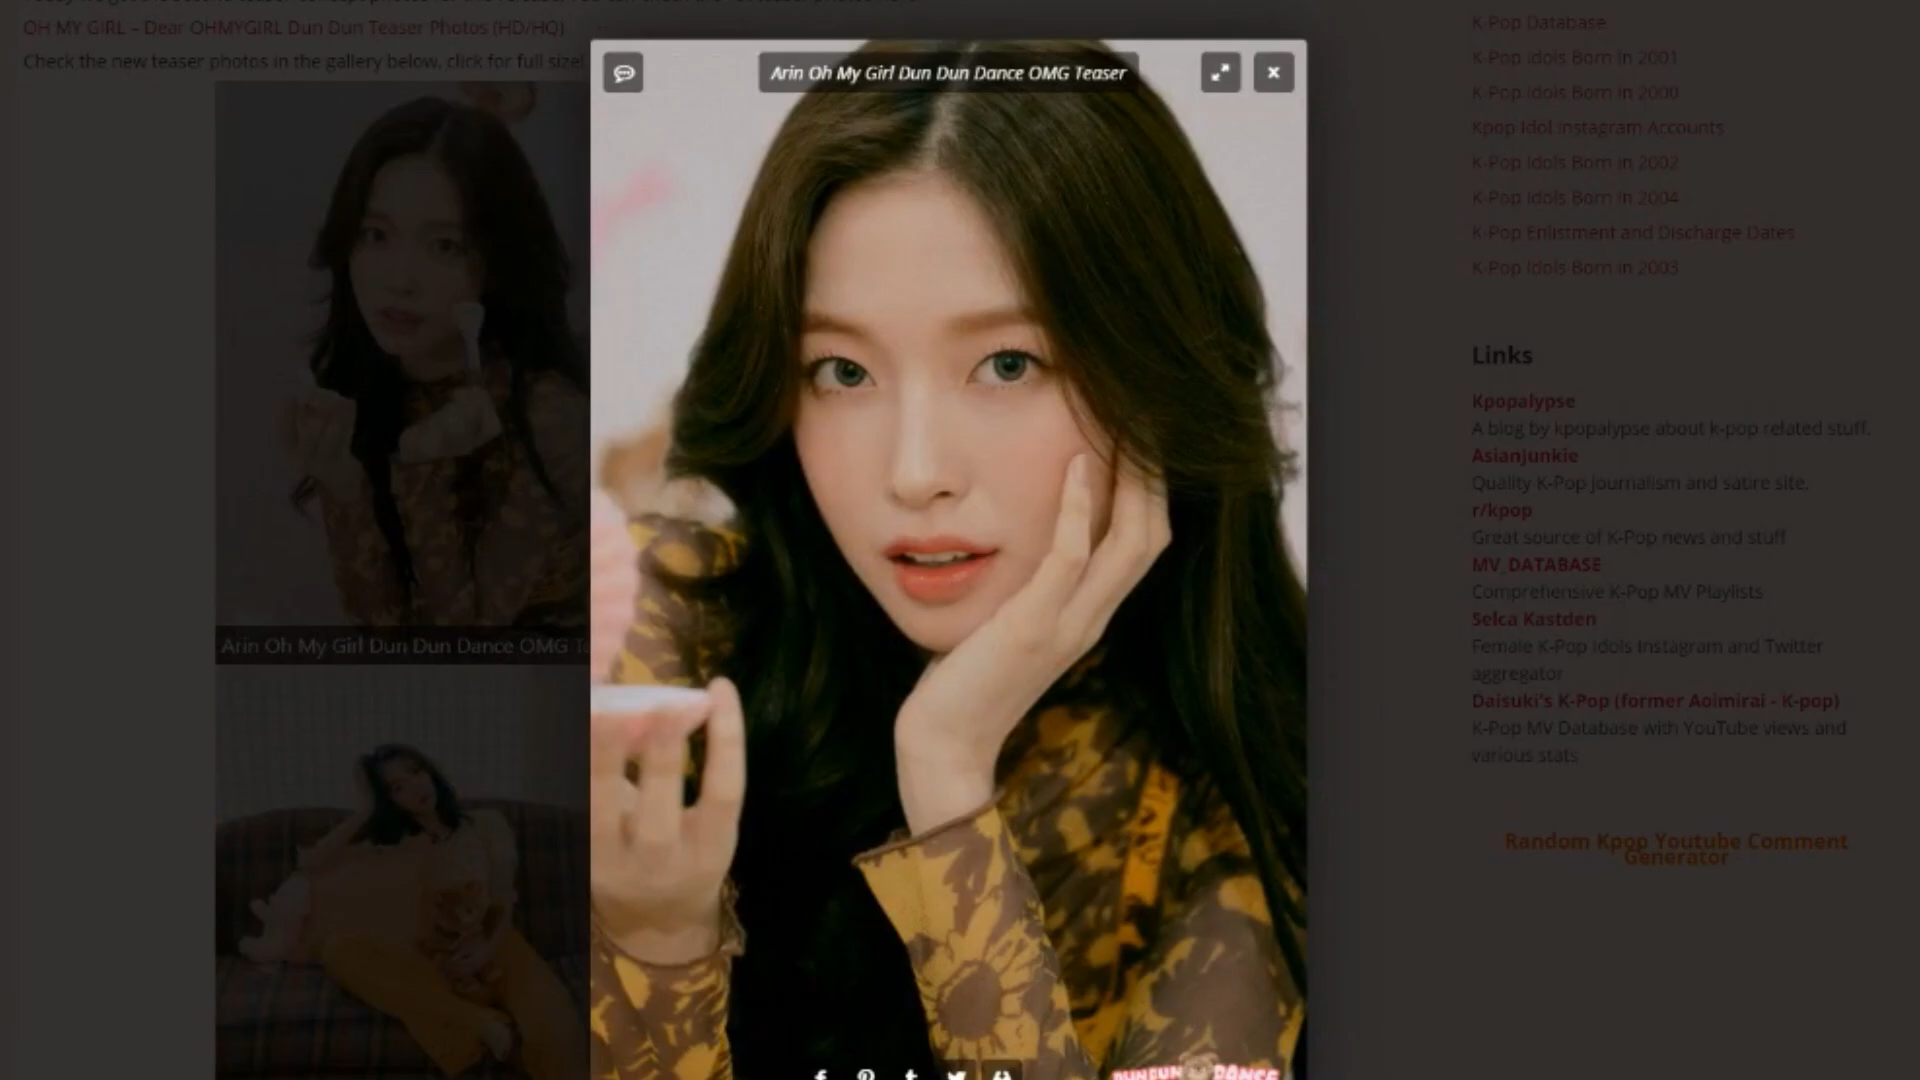 OH MY GIRL – Dear OHMYGIRL Dun Dun Teaser Photos (HD/HQ)
Check the new teaser photos in the gallery below, click for full size!
Arin Oh My Girl Dun Dun Dance OMG Teaser
Arin Oh My Girl Dun Dun Dance OMG
DUN DUN DANCE
K-Pop Database
K-Pop Idols Born in 2001
K-Pop Idols Born in 2000
Kpop Idol Instagram Accounts
K-Pop Idols Born in 2002
K-Pop Idols Born in 2004
K-Pop Enlistment and Discharge Dates
K-Pop Idols Born in 2003
Links
Kpopalypse
A blog by kpopalypse about k-pop related stuff.
Asianjunkie
Quality K-Pop journalism and satire site.
r/kpop
Great source of K-Pop news and stuff
MV_DATABASE
Comprehensive K-Pop MV Playlists
Selca Kastden
Female K-Pop Idols Instagram and Twitter
aggregator
Daisuki's K-Pop (former Aoimirai - K-pop)
K-Pop MV Database with YouTube views and
various stats
Random Kpop Youtube Comment
Generator